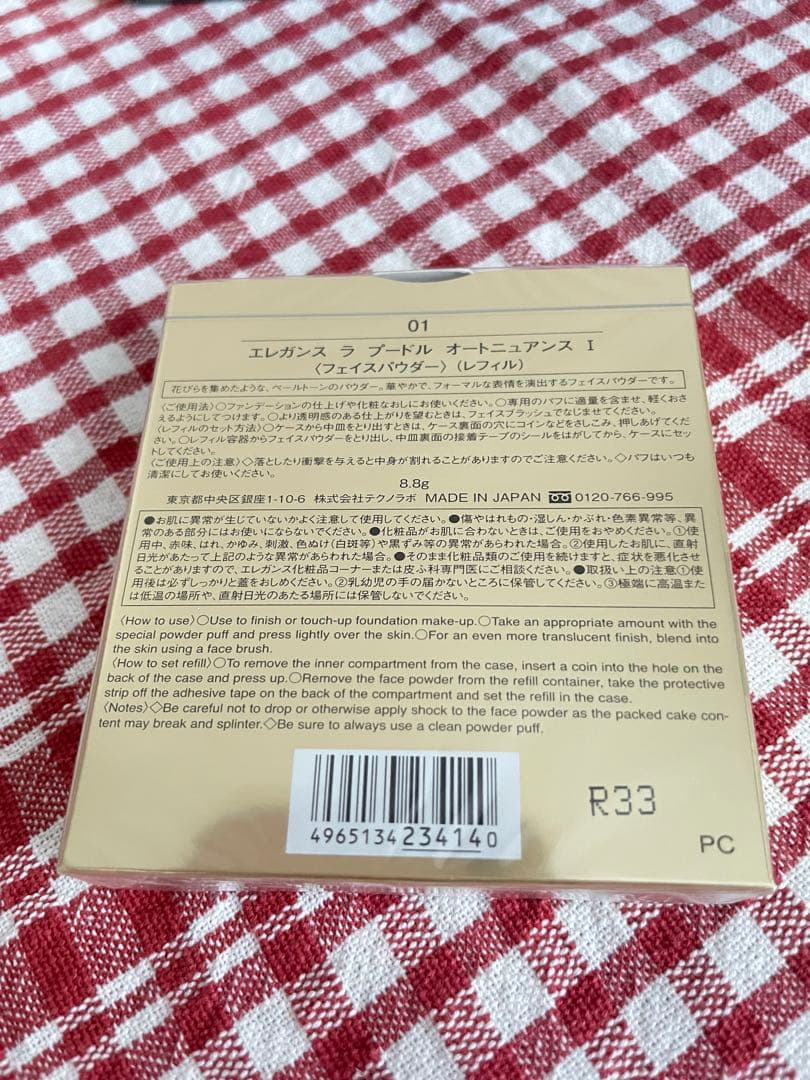 01
エレガンス ラ プードル オートニュアンス I
〈フェイスパウダー〉(レフィル)
花びらを集めたような、ペールトーンのパウダー。華やかで、フォーマルな表情を演出するフェイスパウダーです。
〈ご使用法〉○ファンデーションの仕上げや化粧なおしにお使いください。○専用のパフに適量を含ませ、軽くおさ
えるようにしてつけます。○より透明感のある仕上がりを望むときは、フェイスブラッシュでなじませてください。
〈レフィルのセット方法〉○ケースから中皿をとり出すときは、ケース裏面の穴にコインなどをさしこみ、押しあげてくだ
さい。○レフィル容器からフェイスパウダーをとり出し、中皿裏面の接着テープのシールをはがしてから、ケースにセッ
トしてください。
〈ご使用上の注意〉◇落としたり衝撃を与えると中身が割れることがありますのでご注意ください。◇パフはいつも
清潔にしてお使いください。
8.8g
東京都中央区銀座1-10-6 株式会社テクノラボ MADE IN JAPAN 0120-766-995
●お肌に異常が生じていないかよく注意して使用してください。●傷やはれもの・湿しん・かぶれ・色素異常等、異
常のある部分にはお使いにならないでください。●化粧品がお肌に合わないときは、ご使用をおやめください。①使
用中、赤味、はれ、かゆみ、刺激、色ぬけ(白斑等)や黒ずみ等の異常があらわれた場合。②使用したお肌に、直射
日光があたって上記のような異常があらわれた場合。●そのまま化粧品類のご使用を続けますと、症状を悪化させ
ることがありますので、エレガンス化粧品コーナーまたは皮ふ科専門医にご相談ください。●取扱い上の注意①使
用後は必ずしっかりと蓋をおしめください。②乳幼児の手の届かないところに保管してください。③極端に高温また
は低温の場所や、直射日光のあたる場所には保管しないでください。
〈How to use〉○Use to finish or touch-up foundation make-up.○Take an appropriate amount with the
special powder puff and press lightly over the skin.○For an even more translucent finish, blend into
the skin using a face brush.
〈How to set refill〉○To remove the inner compartment from the case, insert a coin into the hole on the
back of the case and press up.○Remove the face powder from the refill container, take the protective
strip off the adhesive tape on the back of the compartment and set the refill in the case.
〈Notes〉◇Be careful not to drop or otherwise apply shock to the face powder as the packed cake con-
tent may break and splinter.◇Be sure to always use a clean powder puff.
4965134234140
R33
PC